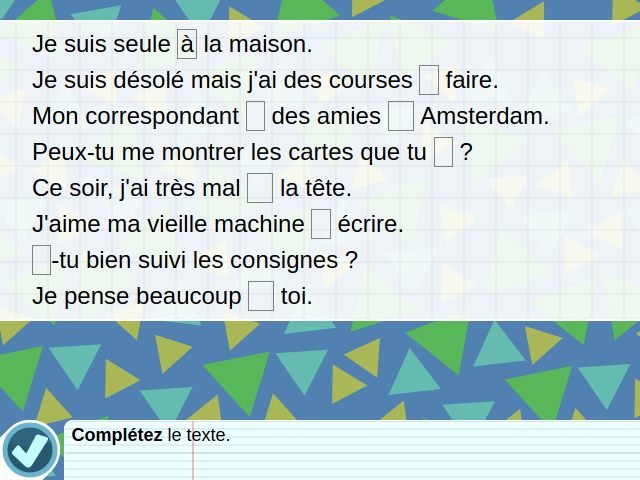 Je suis seule à la maison.
Je suis désolé mais j'ai des courses faire.
Mon correspondant des amies Amsterdam.
Peux-tu me montrer les cartes que tu ?
Ce soir, j'ai très mal la tête.
J'aime ma vieille machine écrire.
-tu bien suivi les consignes ?
Je pense beaucoup toi.
Complétez le texte.